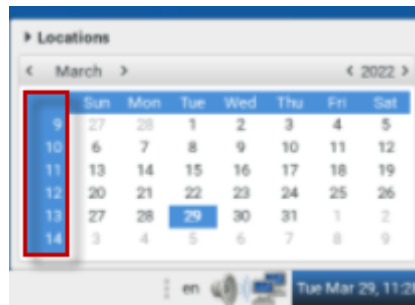 Locations
< March > < 2022 >
Sun Mon Tue Wed Thu Fri Sat
9 27 28 1 2 3 4 5
10 6 7 8 9 10 11 12
11 13 14 15 16 17 18 19
12 20 21 22 23 24 25 26
13 27 28 29 30 31 1 2
14 3 4 5 6 7 8 9
en Tue Mar 29, 11:2